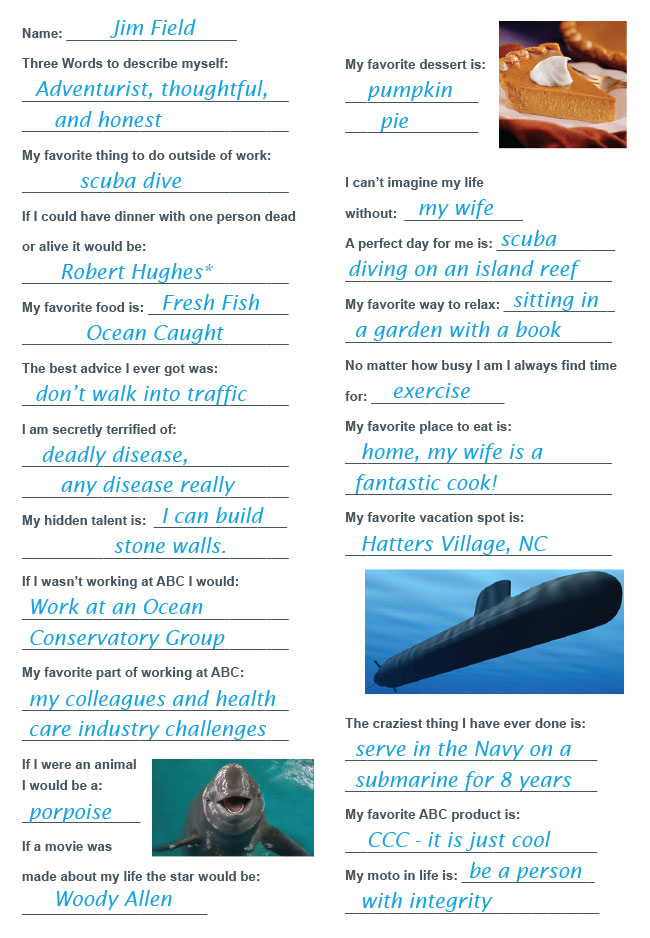 Name: Jim Field
Three Words to describe myself:
Adventurist, thoughtful,
and honest
My favorite thing to do outside of work:
scuba dive
If I could have dinner with one person dead
or alive it would be:
Robert Hughes*
My favorite food is: Fresh Fish
Ocean Caught
The best advice I ever got was:
don't walk into traffic
I am secretly terrified of:
deadly disease,
any disease really
My hidden talent is: I can build
stone walls.
If I wasn't working at ABC I would:
Work at an Ocean
Conservatory Group
My favorite part of working at ABC:
my colleagues and health
care industry challenges
If I were an animal
I would be a:
porpoise
If a movie was
made about my life the star would be:
Woody Allen
My favorite dessert is:
pumpkin
pie
I can't imagine my life
without: my wife
A perfect day for me is: scuba
diving on an island reef
My favorite way to relax: sitting in
a garden with a book
No matter how busy I am I always find time
for: exercise
My favorite place to eat is:
home, my wife is a
fantastic cook!
My favorite vacation spot is:
Hatters Village, NC
The craziest thing I have ever done is:
serve in the Navy on a
submarine for 8 years
My favorite ABC product is:
CCC - it is just cool
My moto in life is: be a person
with integrity